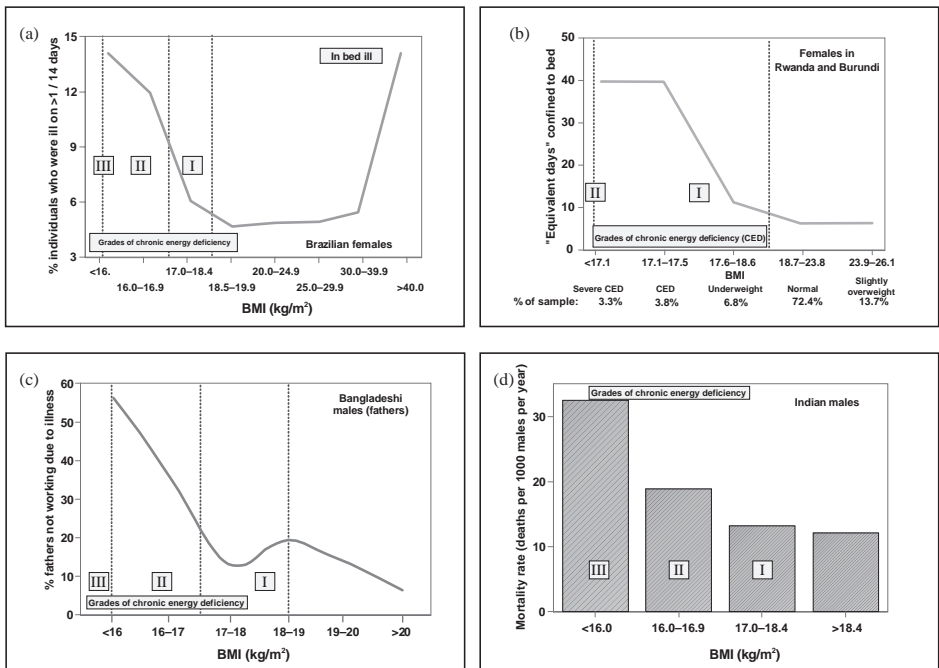 (a)
% individuals who were ill on >1 / 14 days
15
12
9
6
3
In bed ill
III
II
I
Grades of chronic energy deficiency
Brazilian females
<16.
17.0–18.4
20.0–24.9
30.0–39.9
16.0–16.9
18.5–19.9
25.0–29.9
>40.0
BMI (kg/m²)
(b)
"Equivalent days" confined to bed
50
40
30
20
10
0
Females in
Rwanda and Burundi
II
I
Grades of chronic energy deficiency (CED)
<17.1
17.1–17.5
17.6–18.6
18.7–23.8
23.9–26.1
BMI
Severe CED
CED
Underweight
Normal
Slightly
overweight
% of sample:
3.3%
3.8%
6.8%
72.4%
13.7%
(c)
% fathers not working due to illness
60
50
40
30
20
10
0
Bangladeshi
males (fathers)
III
II
I
Grades of chronic energy deficiency
<16
16–17
17–18
18–19
19–20
>20
BMI (kg/m²)
(d)
Mortality rate (deaths per 1000 males per year)
30
20
10
0
Grades of chronic energy deficiency
Indian males
III
II
I
<16.0
16.0–16.9
17.0–18.4
>18.4
BMI (kg/m²)